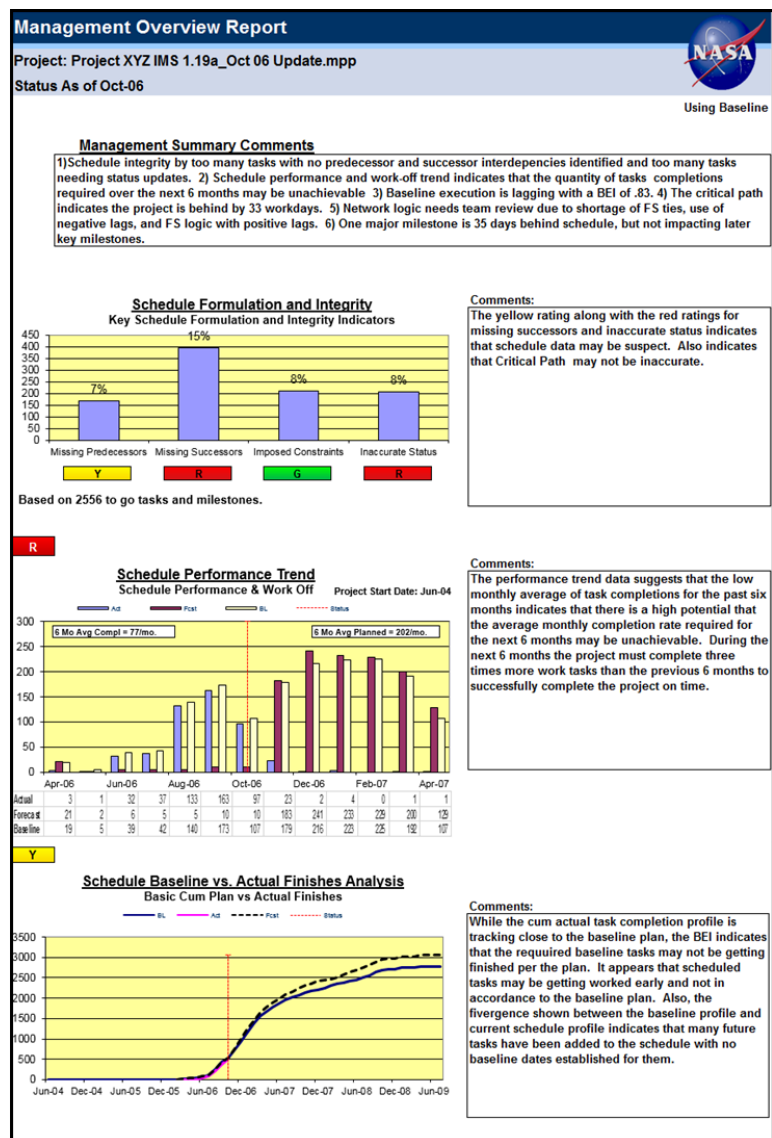 Management Overview Report
NASA
Project: Project XYZ IMS 1.19a_Oct 06 Update.mpp
Status As of Oct-06
Using Baseline
Management Summary Comments
1)Schedule integrity by too many tasks with no predecessor and successor interdepencies identified and too many tasks
needing status updates. 2) Schedule performance and work-off trend indicates that the quantity of tasks completions
required over the next 6 months may be unachievable 3) Baseline execution is lagging with a BEI of .83. 4) The critical path
indicates the project is behind by 33 workdays. 5) Network logic needs team review due to shortage of FS ties, use of
negative lags, and FS logic with positive lags. 6) One major milestone is 35 days behind schedule, but not impacting later
key milestones.
Schedule Formulation and Integrity
Key Schedule Formulation and Integrity Indicators
450
400
350
300
250
200
150
100
50
0
7%
15%
8%
8%
Missing Predecessors Missing Successors Imposed Constraints Inaccurate Status
Y R G R
Based on 2556 to go tasks and milestones.
Comments:
The yellow rating along with the red ratings for
missing successors and inaccurate status indicates
that schedule data may be suspect. Also indicates
that Critical Path may not be inaccurate.
R
Schedule Performance Trend
Schedule Performance & Work Off
Project Start Date: Jun-04
Act Fcst BL Status
6 Mo Avg Compl = 77/mo.
6 Mo Avg Planned = 202/mo.
300
250
200
150
100
50
0
Apr-06 Jun-06 Aug-06 Oct-06 Dec-06 Feb-07 Apr-07
Actual 3 1 32 37 133 163 97 23 2 4 0 1 1
Forecast 21 2 6 5 5 10 10 183 241 233 229 200 129
Baseline 19 5 39 42 140 173 107 179 216 223 225 192 107
Comments:
The performance trend data suggests that the low
monthly average of task completions for the past six
months indicates that there is a high potential that
the average monthly completion rate required for
the next 6 months may be unachievable. During the
next 6 months the project must complete three
times more work tasks than the previous 6 months to
successfully complete the project on time.
Y
Schedule Baseline vs. Actual Finishes Analysis
Basic Cum Plan vs Actual Finishes
BL Act Fcst Status
3500
3000
2500
2000
1500
1000
500
0
Jun-04 Dec-04 Jun-05 Dec-05 Jun-06 Dec-06 Jun-07 Dec-07 Jun-08 Dec-08 Jun-09
Comments:
While the cum actual task completion profile is
tracking close to the baseline plan, the BEI indicates
that the requuired baseline tasks may not be getting
finished per the plan. It appears that scheduled
tasks may be getting worked early and not in
accordance to the baseline plan. Also, the
fivergence shown between the baseline profile and
current schedule profile indicates that many future
tasks have been added to the schedule with no
baseline dates established for them.